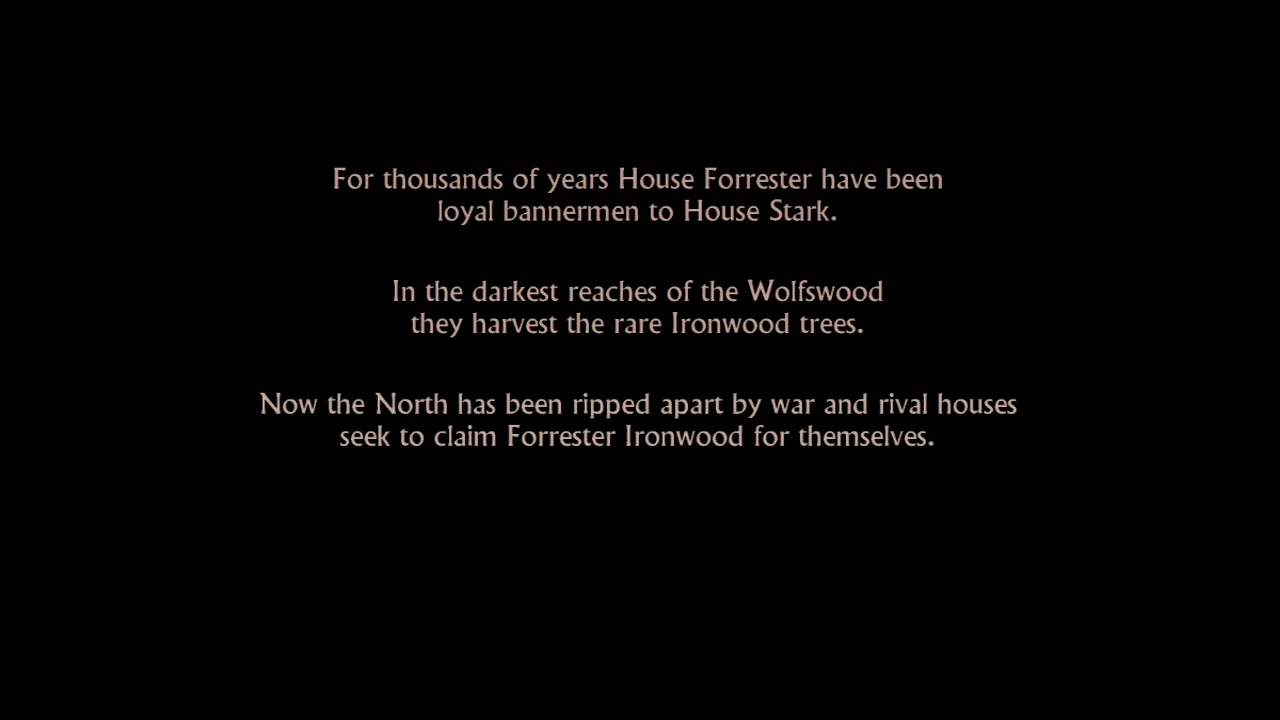 For thousands of years House Forrester have been
loyal bannermen to House Stark.
In the darkest reaches of the Wolfswood
they harvest the rare Ironwood trees.
Now the North has been ripped apart by war and rival houses
seek to claim Forrester Ironwood for themselves.